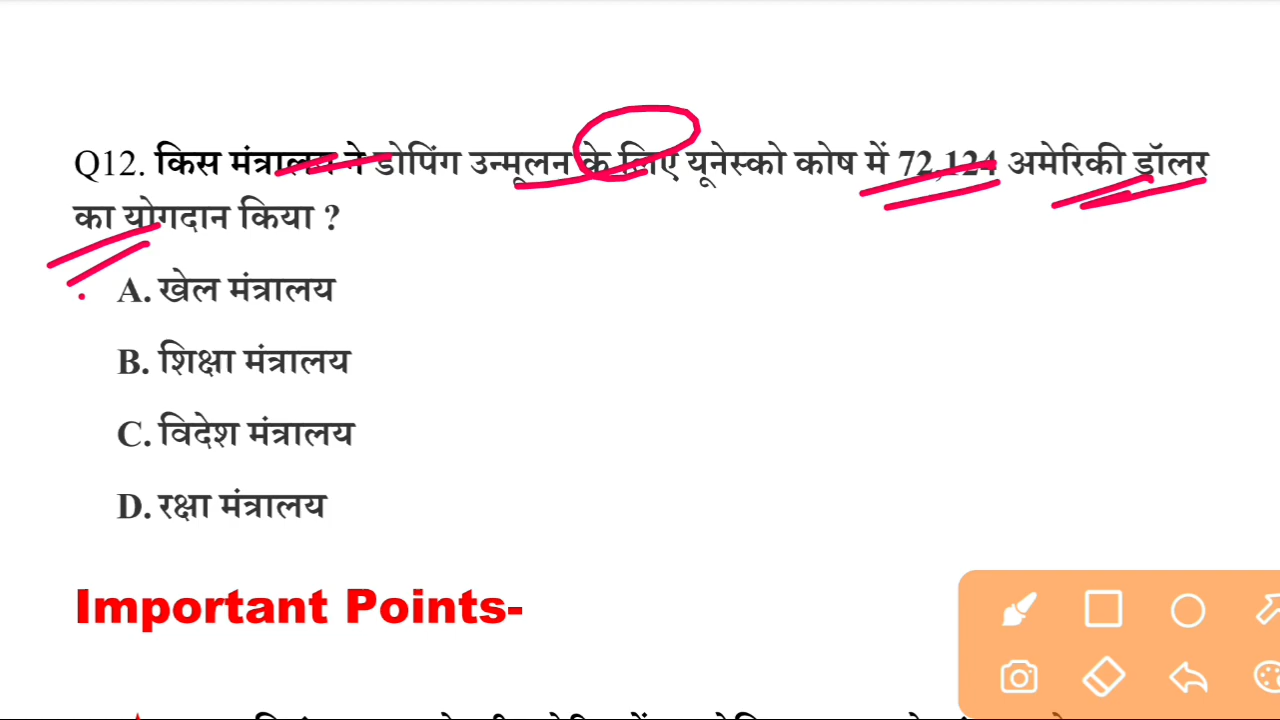 Q12. किस मंत्रालय ने डोपिंग उन्मूलन के लिए यूनेस्को कोष में 72,124 अमेरिकी डॉलर
का योगदान किया ?
A. खेल मंत्रालय
B. शिक्षा मंत्रालय
C. विदेश मंत्रालय
D. रक्षा मंत्रालय
Important Points-